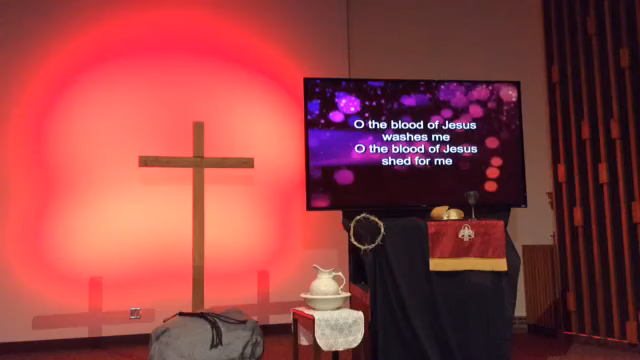 O the blood of Jesus
washes me
O the blood of Jesus
shed for me